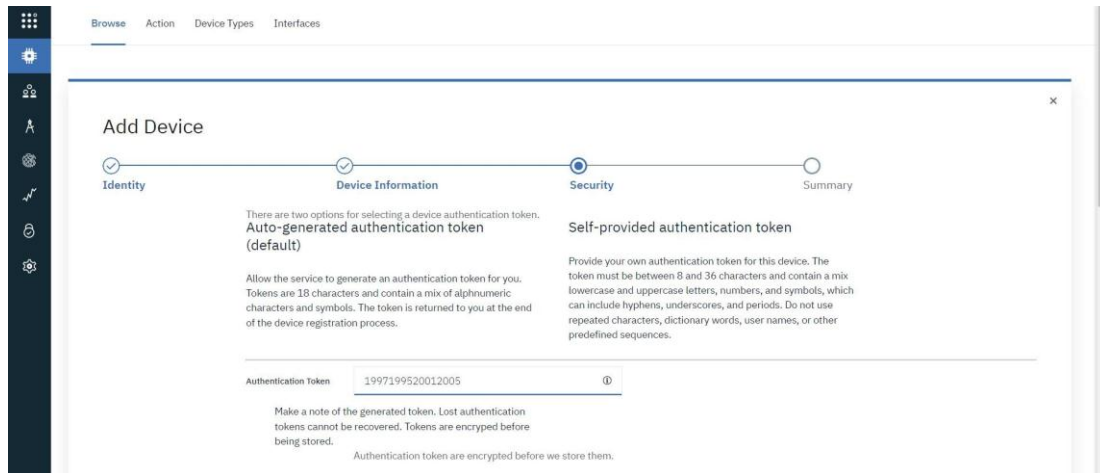 Browse Action Device Types Interfaces
Add Device
Identity Device Information Security Summary
There are two options for selecting a device authentication token.
Auto-generated authentication token
(default)
Allow the service to generate an authentication token for you.
Tokens are 18 characters and contain a mix of alphnumeric
characters and symbols. The token is returned to you at the end
of the device registration process.
Self-provided authentication token
Provide your own authentication token for this device. The
token must be between 8 and 36 characters and contain a mix
lowercase and uppercase letters, numbers, and symbols, which
can include hyphens, underscores, and periods. Do not use
repeated characters, dictionary words, user names, or other
predefined sequences.
Authentication Token 1997199520012005
Make a note of the generated token. Lost authentication
tokens cannot be recovered. Tokens are encryped before
being stored.
Authentication token are encrypted before we store them.